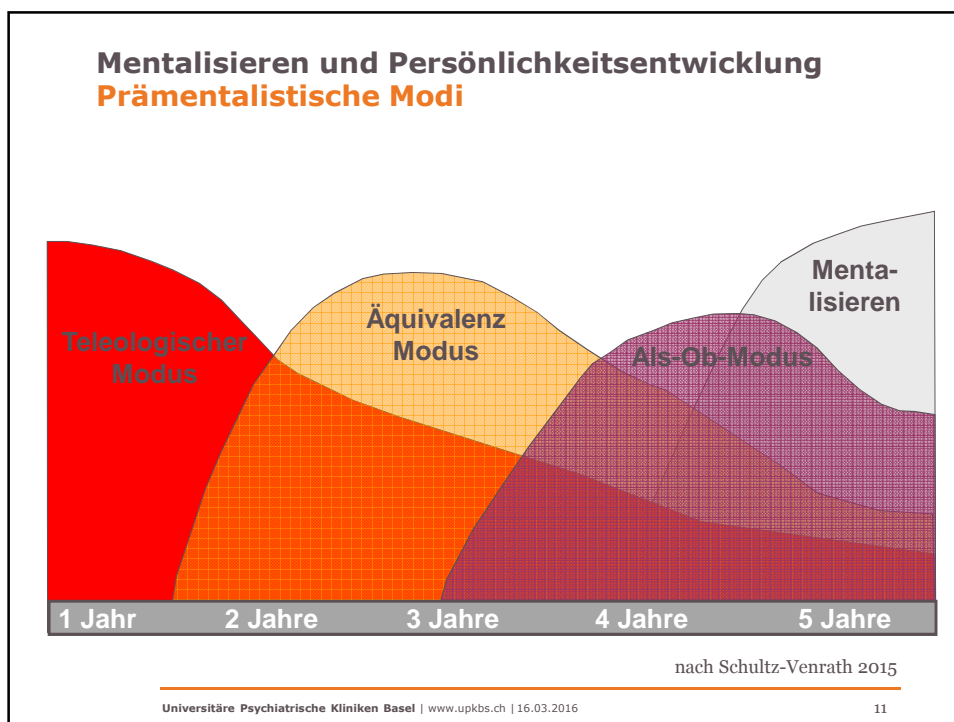 Mentalisieren und Persönlichkeitsentwicklung
Prämentalistische Modi
Teleologischer
Modus
Äquivalenz
Modus
Als-Ob-Modus
Menta-
lisieren
1 Jahr 2 Jahre 3 Jahre 4 Jahre 5 Jahre
nach Schultz-Venrath 2015
Universitäre Psychiatrische Kliniken Basel | www.upkbs.ch | 16.03.2016 11